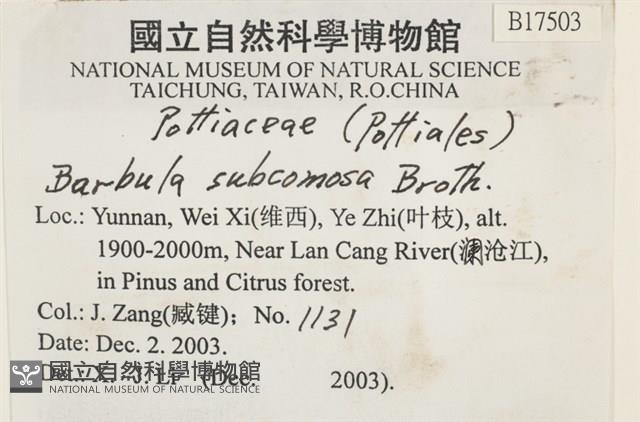 B17503
國立自然科學博物館
NATIONAL MUSEUM OF NATURAL SCIENCE
TAICHUNG, TAIWAN, R.O.CHINA
Pottiaceae (Pottiales)
Barbula subcomosa Broth.
Loc.: Yunnan, Wei Xi(维西), Ye Zhi(叶枝), alt.
1900-2000m, Near Lan Cang River(澜沧江),
in Pinus and Citrus forest.
Col.: J. Zang(臧键); No. 1131
Date: Dec. 2. 2003.
Det.: X. -J. Li (Dec. 2003).
國立自然科學博物館
NATIONAL MUSEUM OF NATURAL SCIENCE